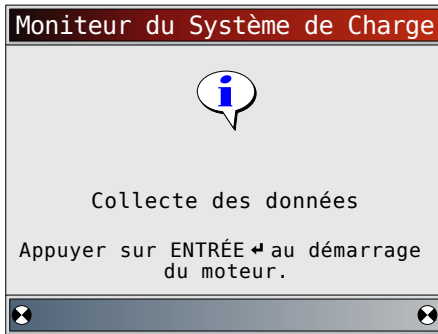 Moniteur du Système de Charge
i
Collecte des données
Appuyer sur ENTRÉE ↵ au démarrage
du moteur.